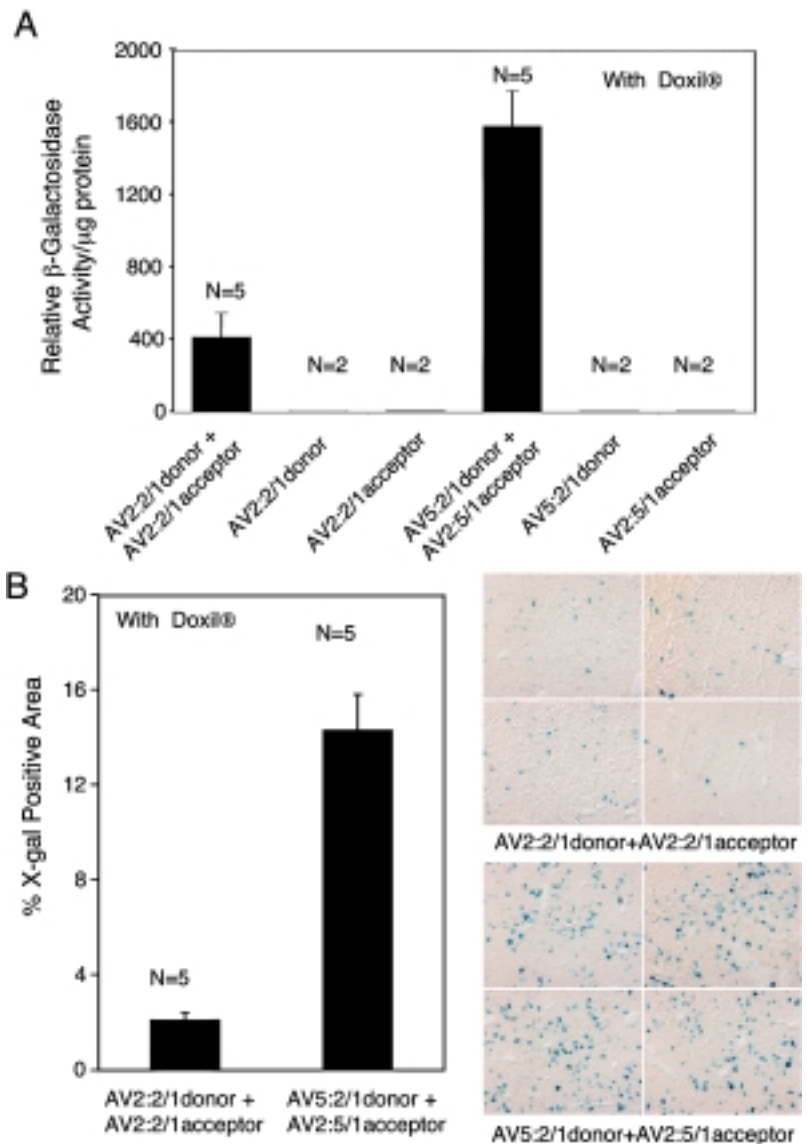 A
Relative β-Galactosidase
Activity/μg protein
2000
1600
1200
800
400
0
With Doxil®
N=5
N=2
N=2
N=5
N=2
N=2
AV2:2/1donor +
AV2:2/1acceptor
AV2:2/1donor
AV2:2/1acceptor
AV5:2/1donor +
AV2:5/1acceptor
AV5:2/1donor
AV2:5/1acceptor
B
% X-gal Positive Area
20
16
12
8
4
0
With Doxil®
N=5
N=5
AV2:2/1donor +
AV2:2/1acceptor
AV5:2/1donor +
AV2:5/1acceptor
AV2:2/1donor+AV2:2/1acceptor
AV5:2/1donor+AV2:5/1acceptor